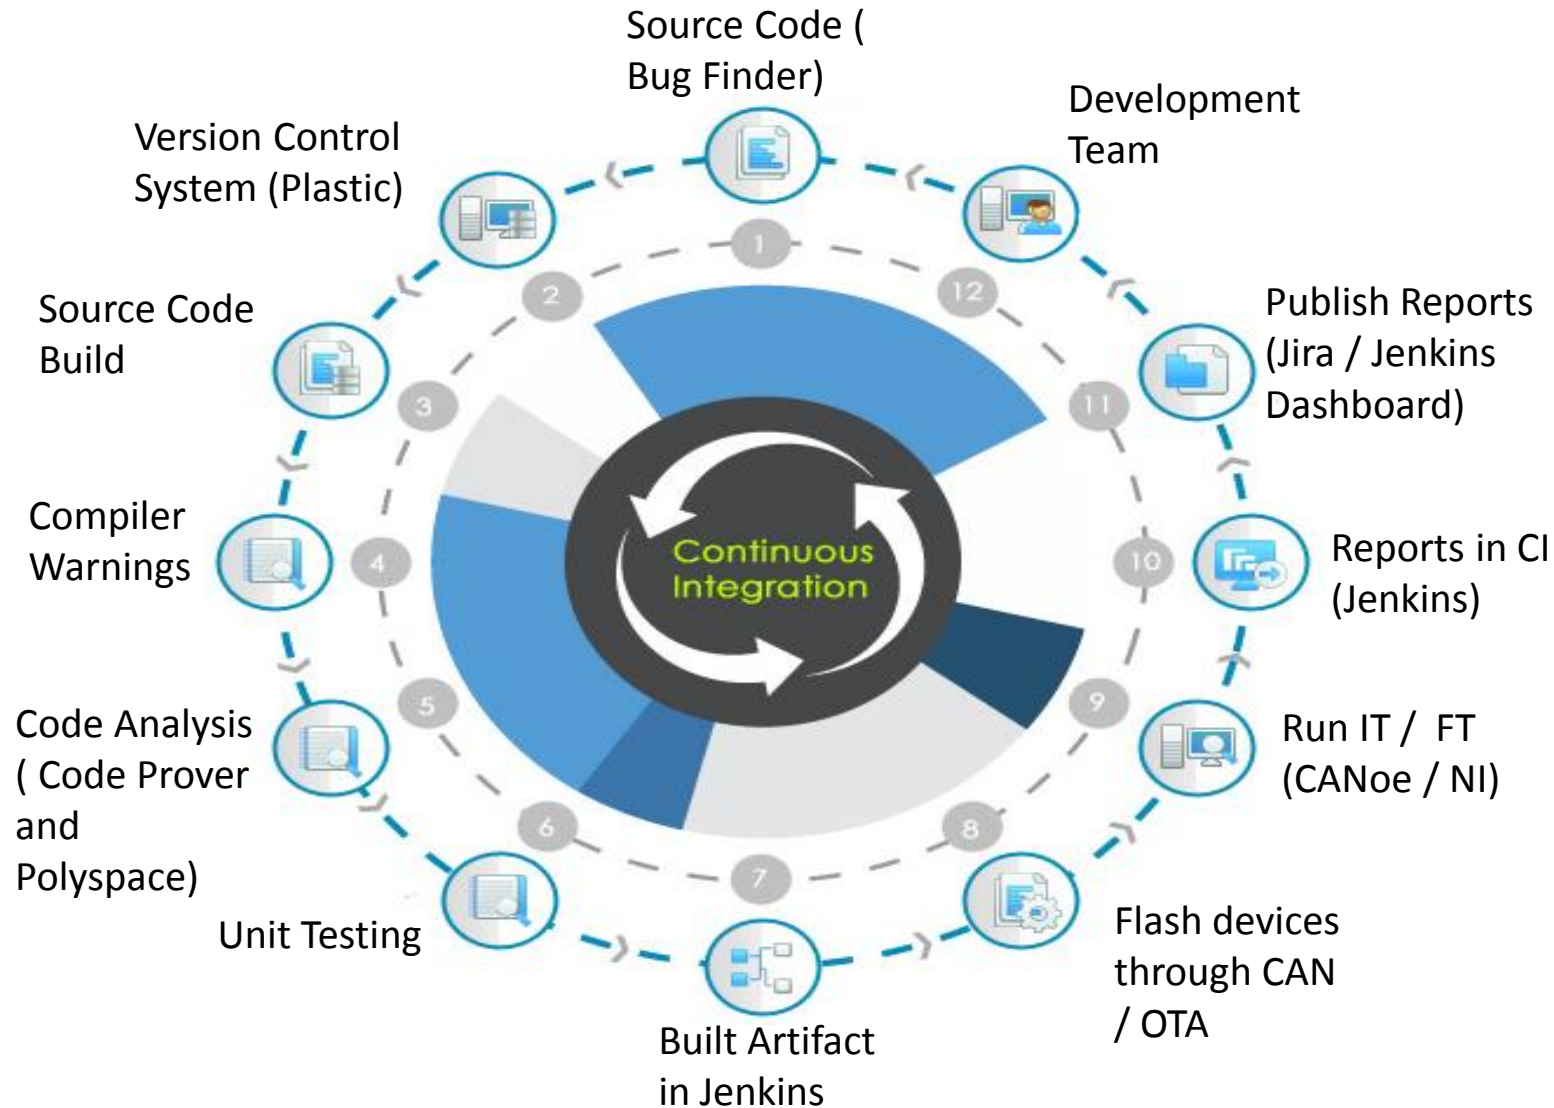 Source Code (
Bug Finder)
Development
Team
Version Control
System (Plastic)
Source Code
Build
Publish Reports
(Jira / Jenkins
Dashboard)
Compiler
Warnings
Reports in CI
(Jenkins)
Code Analysis
( Code Prover
and
Polyspace)
Run IT / FT
(CANoe / NI)
Unit Testing
Flash devices
through CAN
/ OTA
Built Artifact
in Jenkins
1
2
3
4
5
6
7
8
9
10
11
12
Continuous
Integration